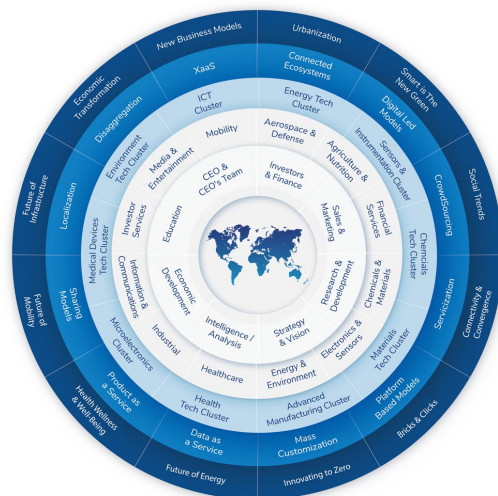 New Business Models
Urbanization
Smart is The
New Green
Social Trends
Connectivity &
Convergence
Bricks & Clicks
Innovating to Zero
Future of Energy
Health Wellness
& Well-Being
Future of
Mobility
Future of
Infrastructure
Economic
Transformation
XaaS
Connected
Ecosystems
Digital Led
Models
CrowdSourcing
Servicization
Platform
Based Models
Mass
Customization
Data as
a Service
Product as
a Service
Sharing
Models
Localization
Disaggregation
ICT
Cluster
Energy Tech
Cluster
Sensors &
Instrumentation Cluster
Chemcials
Tech Cluster
Materials
Tech Cluster
Advanced
Manufacturing Cluster
Health
Tech Cluster
Microelectronics
Cluster
Medical Devices
Tech Cluster
Environment
Tech Cluster
Mobility
Aerospace &
Defense
Agriculture &
Nutrition
Financial
Services
Chemicals &
Materials
Electronics &
Sensors
Energy &
Environment
Healthcare
Industrial
Information &
Communications
Investor
Services
Media &
Entertainment
CEO &
CEO's Team
Investors
& Finance
Sales &
Marketing
Research &
Development
Strategy
& Vision
Intelligence /
Analysis
Economic
Development
Education